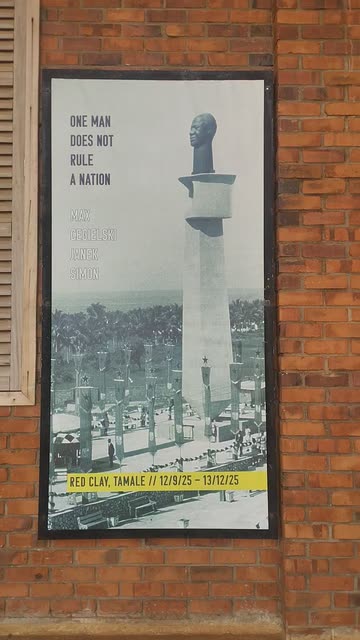 ONE MAN
DOES NOT
RULE
A NATION
MAX
CEGIELSKI
JANEK
SIMON
RED CLAY, TAMALE // 12/9/25 – 13/12/25